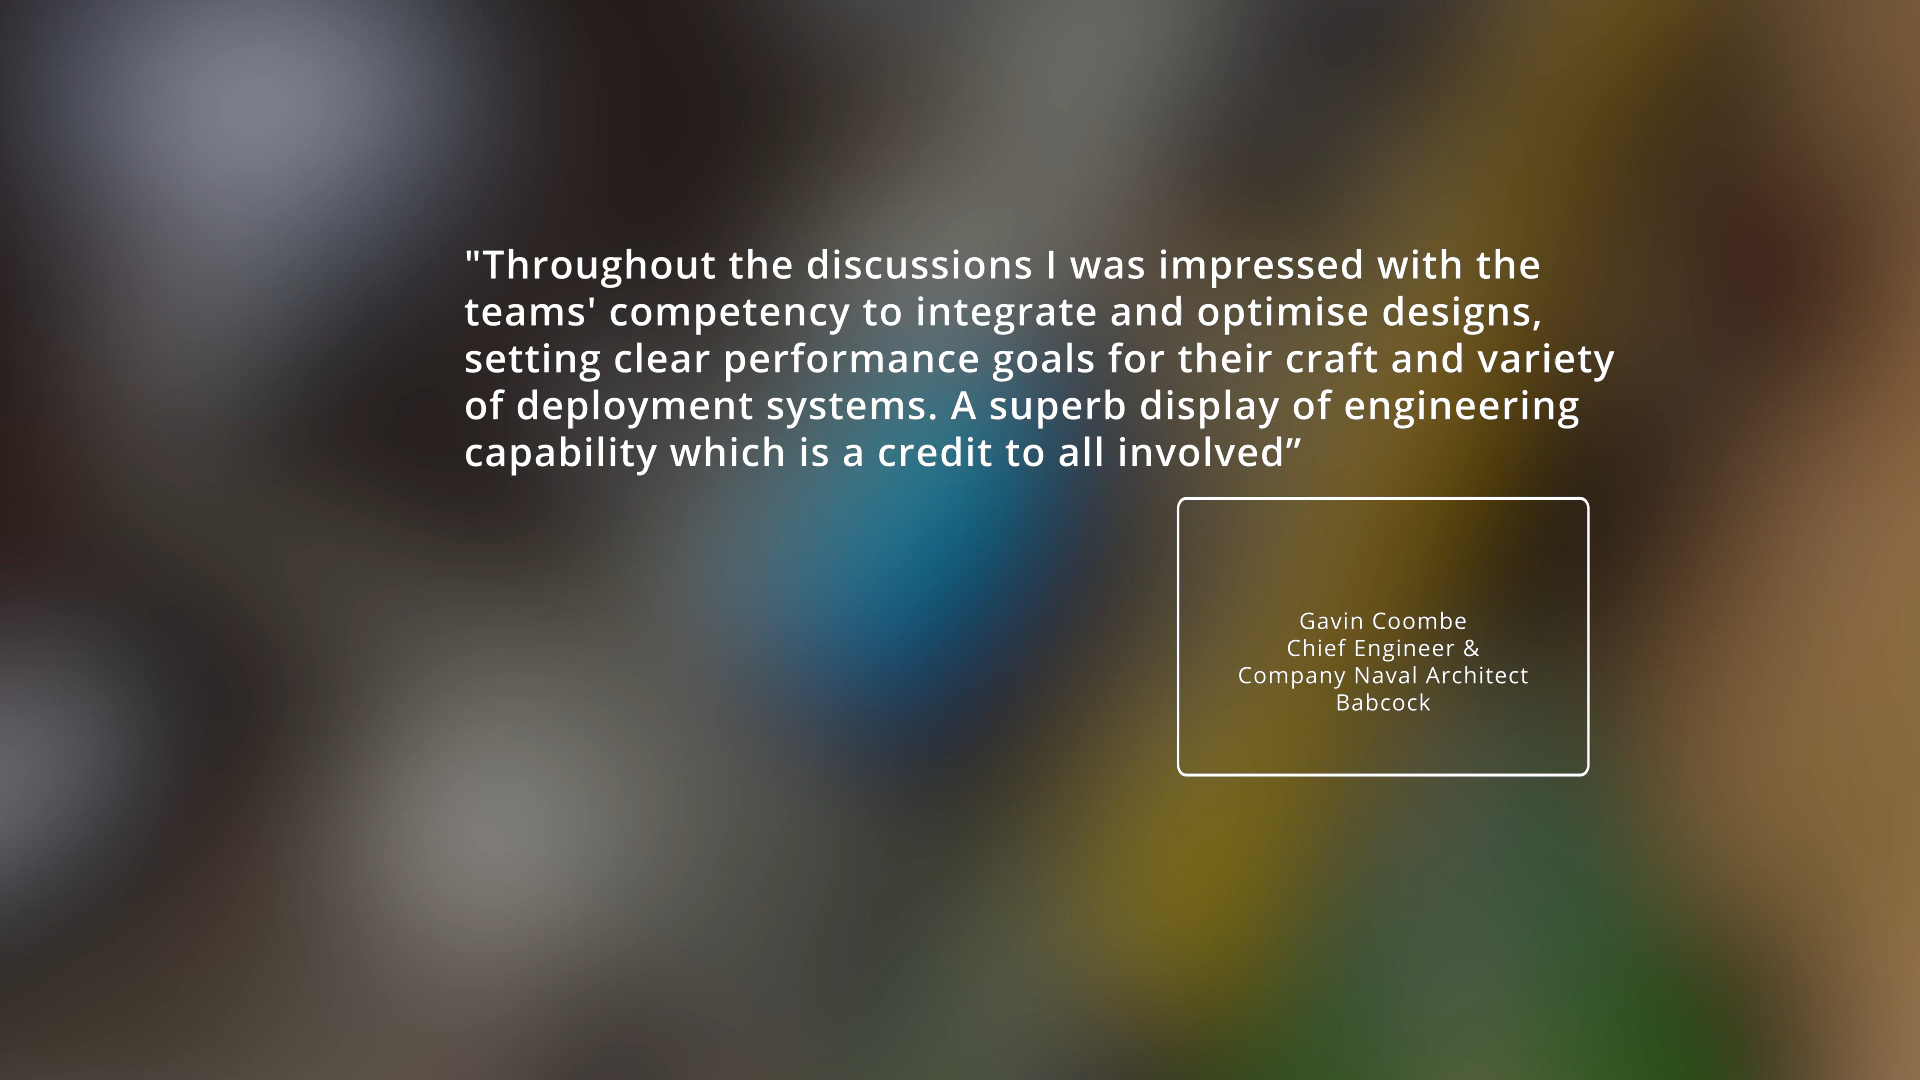 "Throughout the discussions I was impressed with the
teams' competency to integrate and optimise designs,
setting clear performance goals for their craft and variety
of deployment systems. A superb display of engineering
capability which is a credit to all involved”
Gavin Coombe
Chief Engineer &
Company Naval Architect
Babcock